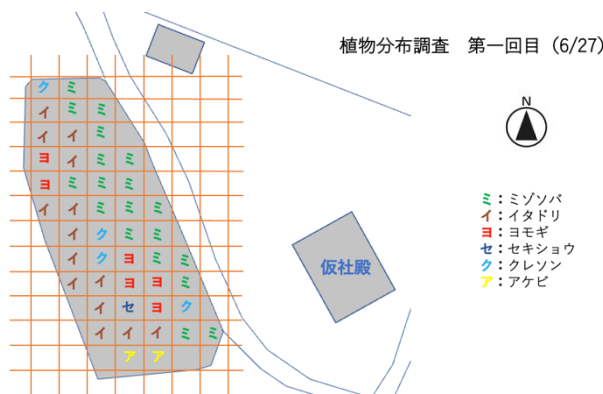 植物分布調査 第一回目 (6/27)
N
ク ミ
イ ミ ミ
イ イ ミ
ヨ イ ミ ミ
ヨ ミ ミ ミ
イ イ ミ ミ ミ
イ ク ミ ミ
イ ク ヨ ミ ミ
イ イ ヨ ヨ ミ
イ セ ヨ ク
イ イ イ ミ ミ
ア ア
仮社殿
ミ：ミゾソバ
イ：イタドリ
ヨ：ヨモギ
セ：セキショウ
ク：クレソン
ア：アケビ